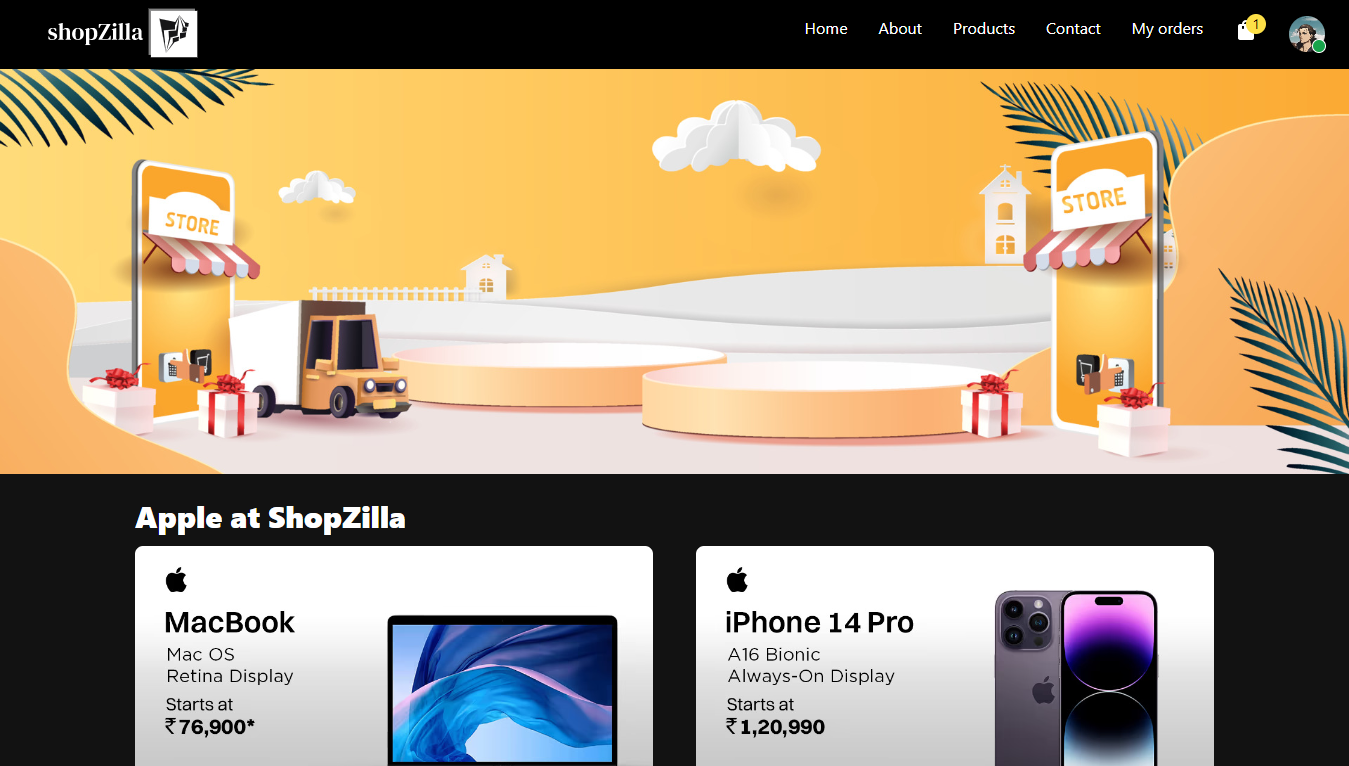 shopZilla
Home About Products Contact My orders 1
STORE
STORE
Apple at ShopZilla
MacBook
Mac OS
Retina Display
Starts at
₹76,900*
iPhone 14 Pro
A16 Bionic
Always-On Display
Starts at
₹1,20,990